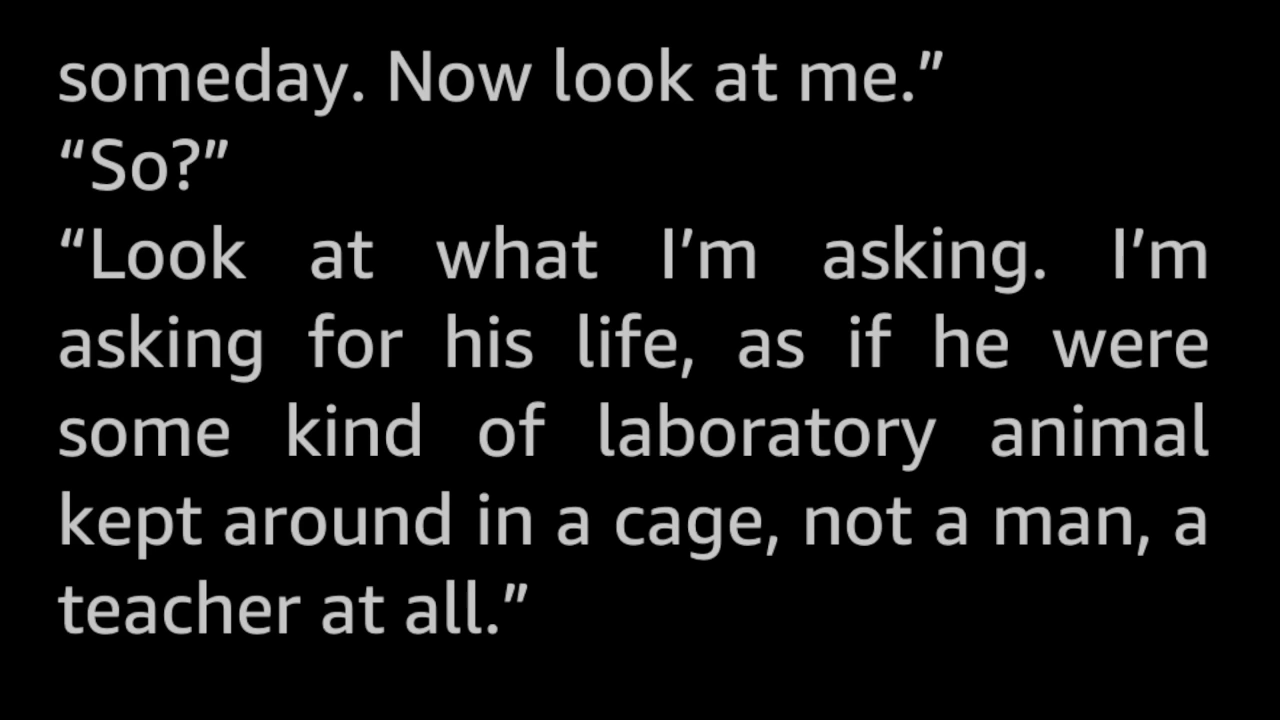 someday. Now look at me.”
“So?”
“Look at what I’m asking. I’m
asking for his life, as if he were
some kind of laboratory animal
kept around in a cage, not a man, a
teacher at all.”